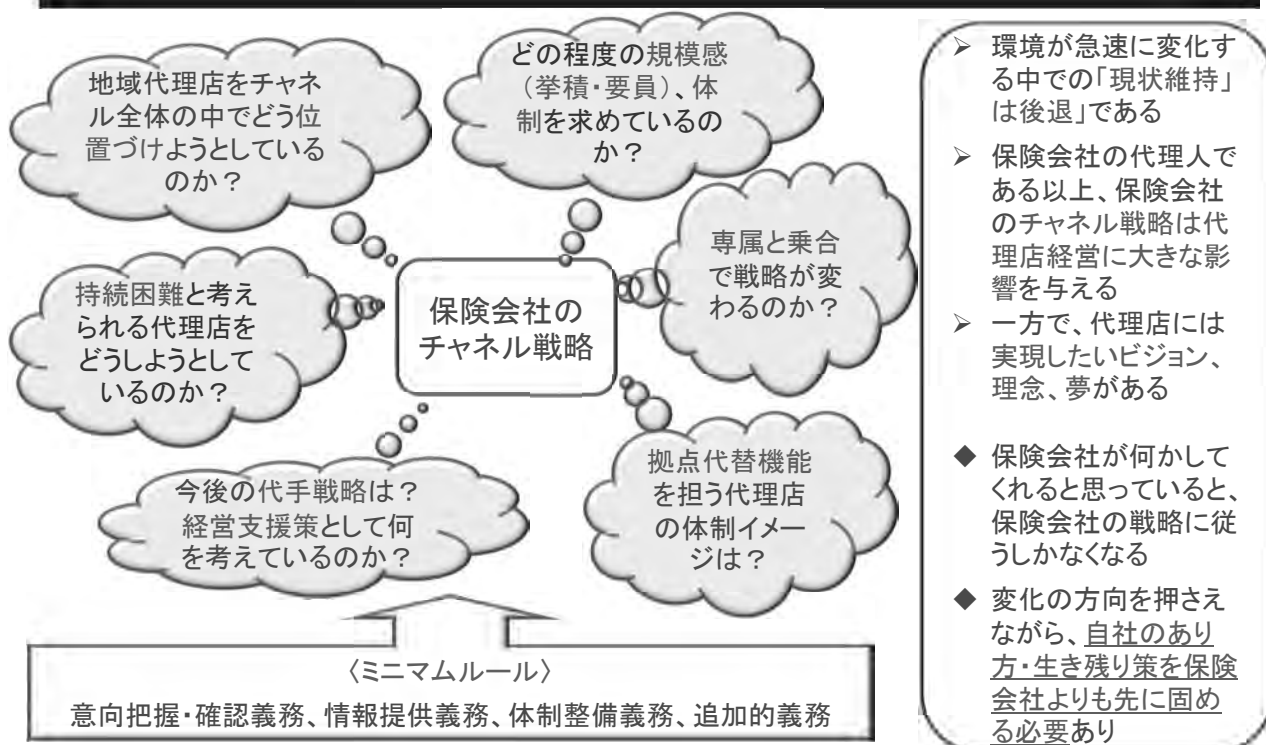 地域代理店をチャネ
ル全体の中でどう位
置づけようとしている
のか？
どの程度の規模感
（挙積・要員）、体
制を求めているの
か？
専属と乗合
で戦略が変
わるのか？
持続困難と考え
られる代理店を
どうしようとして
いるのか？
保険会社の
チャネル戦略
今後の代手戦略は？
経営支援策として何
を考えているのか？
拠点代替機能
を担う代理店
の体制イメー
ジは？
〈ミニマムルール〉
意向把握・確認義務、情報提供義務、体制整備義務、追加的義務
➢ 環境が急速に変化す
る中での「現状維持」
は後退」である
➢ 保険会社の代理人で
ある以上、保険会社
のチャネル戦略は代
理店経営に大きな影
響を与える
➢ 一方で、代理店には
実現したいビジョン、
理念、夢がある
◆ 保険会社が何かして
くれると思っていると、
保険会社の戦略に従
うしかなくなる
◆ 変化の方向を押さえ
ながら、自社のあり
方・生き残り策を保険
会社よりも先に固め
る必要あり